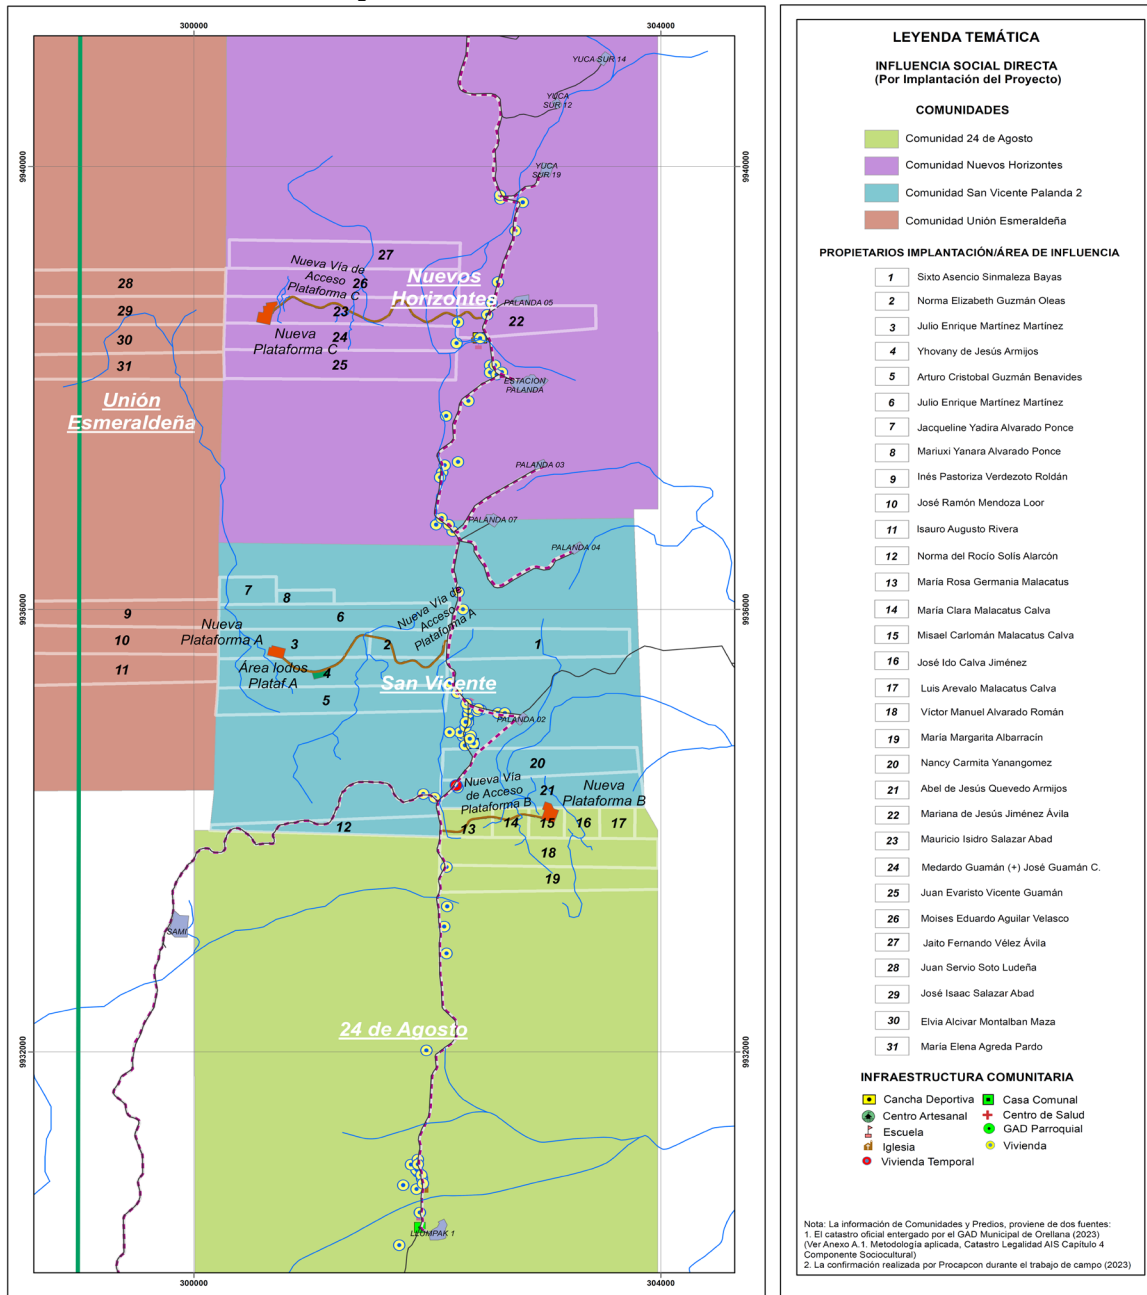 300000
304000
YUCA SUR 14
YUCA
SUR 12
9940000
9940000
YUCA
SUR 19
27
Nueva Vía de
Acceso
Plataforma C
26
Nuevos
Horizontes
28
29
23
PALANDA 05
22
30
24
Nueva
Plataforma C
31
25
ESTACION
PALANDA
Unión
Esmeraldeña
PALANDA 03
PALANDA 07
PALANDA 04
7
8
9
6
Nueva Vía de
Acceso
Plataforma A
9936000
9936000
10
Nueva
Plataforma A
3
2
1
11
Área lodos
Plataf A
4
San Vicente
5
PALANDA 02
20
Nueva Vía
de Acceso
Plataforma B
21
Nueva
Plataforma B
12
13
14
15
16
17
18
19
SAMI
24 de Agosto
9932000
9932000
LLUMPAK 1
300000
304000
LEYENDA TEMÁTICA
INFLUENCIA SOCIAL DIRECTA
(Por Implantación del Proyecto)
COMUNIDADES
Comunidad 24 de Agosto
Comunidad Nuevos Horizontes
Comunidad San Vicente Palanda 2
Comunidad Unión Esmeraldeña
PROPIETARIOS IMPLANTACIÓN/ÁREA DE INFLUENCIA
1 Sixto Asencio Sinmaleza Bayas
2 Norma Elizabeth Guzmán Oleas
3 Julio Enrique Martínez Martínez
4 Yhovany de Jesús Armijos
5 Arturo Cristobal Guzmán Benavides
6 Julio Enrique Martínez Martínez
7 Jacqueline Yadira Alvarado Ponce
8 Mariuxi Yanara Alvarado Ponce
9 Inés Pastoriza Verdezoto Roldán
10 José Ramón Mendoza Loor
11 Isauro Augusto Rivera
12 Norma del Rocío Solís Alarcón
13 María Rosa Germania Malacatus
14 María Clara Malacatus Calva
15 Misael Carlomán Malacatus Calva
16 José Ido Calva Jiménez
17 Luis Arevalo Malacatus Calva
18 Víctor Manuel Alvarado Román
19 María Margarita Albarracín
20 Nancy Carmita Yanangomez
21 Abel de Jesús Quevedo Armijos
22 Mariana de Jesús Jiménez Ávila
23 Mauricio Isidro Salazar Abad
24 Medardo Guamán (+) José Guamán C.
25 Juan Evaristo Vicente Guamán
26 Moises Eduardo Aguilar Velasco
27 Jaito Fernando Vélez Ávila
28 Juan Servio Soto Ludeña
29 José Isaac Salazar Abad
30 Elvia Alcivar Montalban Maza
31 María Elena Agreda Pardo
INFRAESTRUCTURA COMUNITARIA
Cancha Deportiva
Casa Comunal
Centro Artesanal
Centro de Salud
Escuela
GAD Parroquial
Iglesia
Vivienda
Vivienda Temporal
Nota: La información de Comunidades y Predios, proviene de dos fuentes:
1. El catastro oficial entergado por el GAD Municipal de Orellana (2023)
(Ver Anexo A.1. Metodología aplicada, Catastro Legalidad AIS Capítulo 4
Componente Sociocultural)
2. La confirmación realizada por Procapcon durante el trabajo de campo (2023)